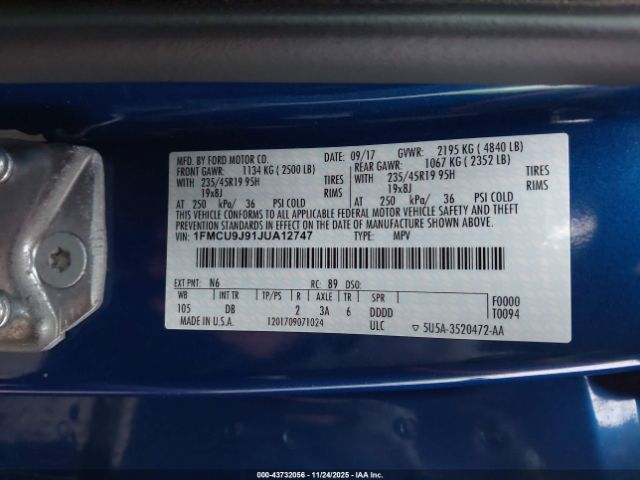 MFD. BY FORD MOTOR CO. DATE: 09/17 GVWR: 2195 KG ( 4840 LB)
FRONT GAWR: 1134 KG ( 2500 LB) REAR GAWR: 1067 KG ( 2352 LB)
WITH 235/45R19 95H TIRES WITH 235/45R19 95H TIRES
19x8J RIMS 19x8J RIMS
AT 250 kPa/ 36 PSI COLD AT 250 kPa/ 36 PSI COLD
THIS VEHICLE CONFORMS TO ALL APPLICABLE FEDERAL MOTOR VEHICLE SAFETY AND BUMPER
STANDARDS IN EFFECT ON THE DATE OF MANUFACTURE SHOWN ABOVE.
VIN: 1FMCU9J91JUA12747 TYPE: MPV
EXT PNT: N6 RC: 89 DSO:
WB INT TR TP/PS R AXLE TR SPR F0000
105 DB 2 3A 6 DDDD T0094
MADE IN U.S.A. 1201709071024 ULC 5U5A-3520472-AA
000-43732056 - 11/24/2025 - IAAI.com